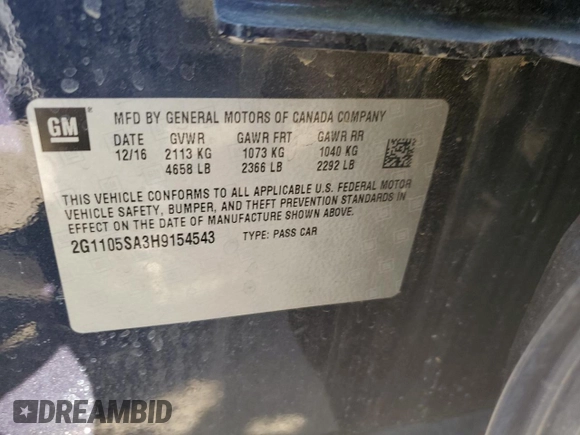 GM
MFD BY GENERAL MOTORS OF CANADA COMPANY
DATE GVWR GAWR FRT GAWR RR
12/16 2113 KG 1073 KG 1040 KG
4658 LB 2366 LB 2292 LB
THIS VEHICLE CONFORMS TO ALL APPLICABLE U.S. FEDERAL MOTOR
VEHICLE SAFETY, BUMPER, AND THEFT PREVENTION STANDARDS IN
EFFECT ON THE DATE OF MANUFACTURE SHOWN ABOVE.
2G1105SA3H9154543 TYPE: PASS CAR
DREAMBID